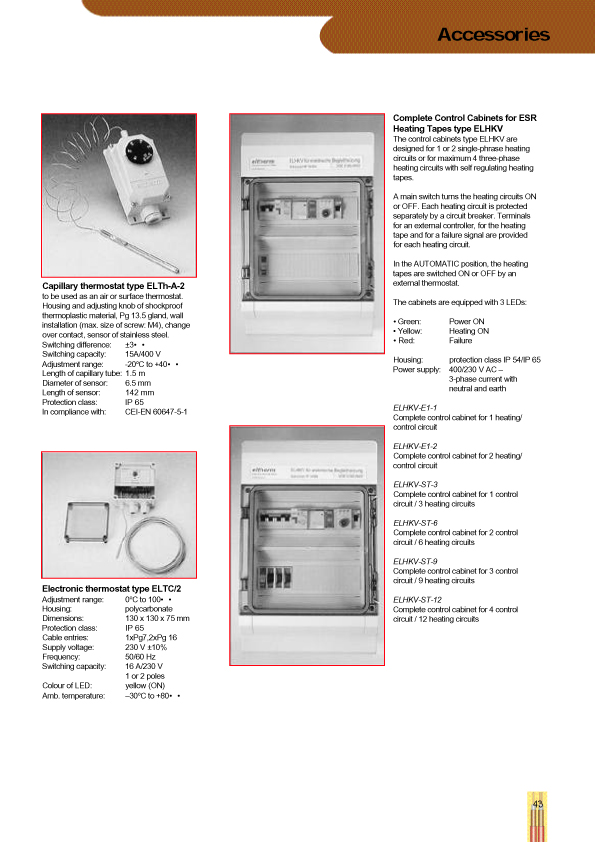 Accessories
Capillary thermostat type ELTh-A-2
to be used as an air or surface thermostat.
Housing and adjusting knob of shockproof
thermoplastic material, Pg 13.5 gland, wall
installation (max. size of screw: M4), change
over contact, sensor of stainless steel.
Switching difference: ±3• •
Switching capacity: 15A/400 V
Adjustment range: -20ºC to +40• •
Length of capillary tube: 1.5 m
Diameter of sensor: 6.5 mm
Length of sensor: 142 mm
Protection class: IP 65
In compliance with: CEI-EN 60647-5-1
Electronic thermostat type ELTC/2
Adjustment range: 0ºC to 100• •
Housing: polycarbonate
Dimensions: 130 x 130 x 75 mm
Protection class: IP 65
Cable entries: 1xPg7,2xPg 16
Supply voltage: 230 V ±10%
Frequency: 50/60 Hz
Switching capacity: 16 A/230 V
1 or 2 poles
Colour of LED: yellow (ON)
Amb. temperature: –30ºC to +80• •
eltherm
ELHKV für elektrische Begleitheizung
eltherm
ELHKV für elektrische Begleitheizung
Complete Control Cabinets for ESR
Heating Tapes type ELHKV
The control cabinets type ELHKV are
designed for 1 or 2 single-phrase heating
circuits or for maximum 4 three-phase
heating circuits with self regulating heating
tapes.
A main switch turns the heating circuits ON
or OFF. Each heating circuit is protected
separately by a circuit breaker. Terminals
for an external controller, for the heating
tape and for a failure signal are provided
for each heating circuit.
In the AUTOMATIC position, the heating
tapes are switched ON or OFF by an
external thermostat.
The cabinets are equipped with 3 LEDs:
• Green: Power ON
• Yellow: Heating ON
• Red: Failure
Housing: protection class IP 54/IP 65
Power supply: 400/230 V AC –
3-phase current with
neutral and earth
ELHKV-E1-1
Complete control cabinet for 1 heating/
control circuit
ELHKV-E1-2
Complete control cabinet for 2 heating/
control circuit
ELHKV-ST-3
Complete control cabinet for 1 control
circuit / 3 heating circuits
ELHKV-ST-6
Complete control cabinet for 2 control
circuit / 6 heating circuits
ELHKV-ST-9
Complete control cabinet for 3 control
circuit / 9 heating circuits
ELHKV-ST-12
Complete control cabinet for 4 control
circuit / 12 heating circuits
43